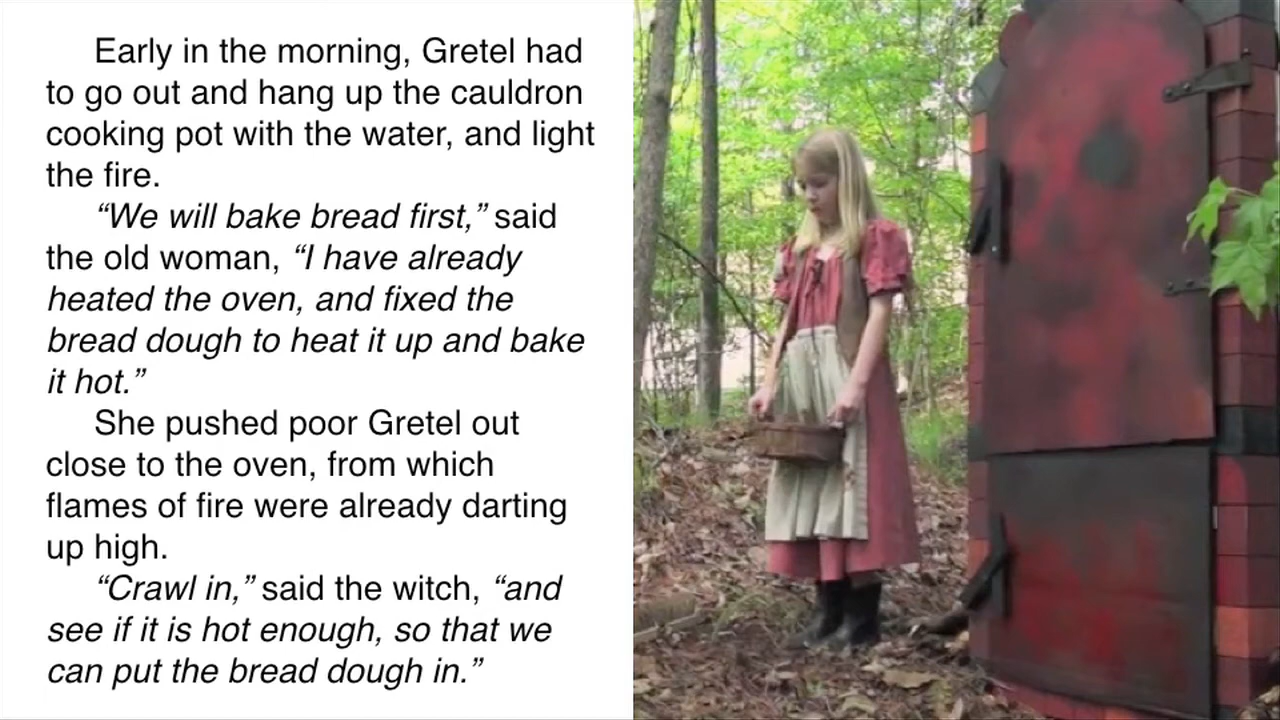 Early in the morning, Gretel had
to go out and hang up the cauldron
cooking pot with the water, and light
the fire.
“We will bake bread first,” said
the old woman, “I have already
heated the oven, and fixed the
bread dough to heat it up and bake
it hot.”
She pushed poor Gretel out
close to the oven, from which
flames of fire were already darting
up high.
“Crawl in,” said the witch, “and
see if it is hot enough, so that we
can put the bread dough in.”